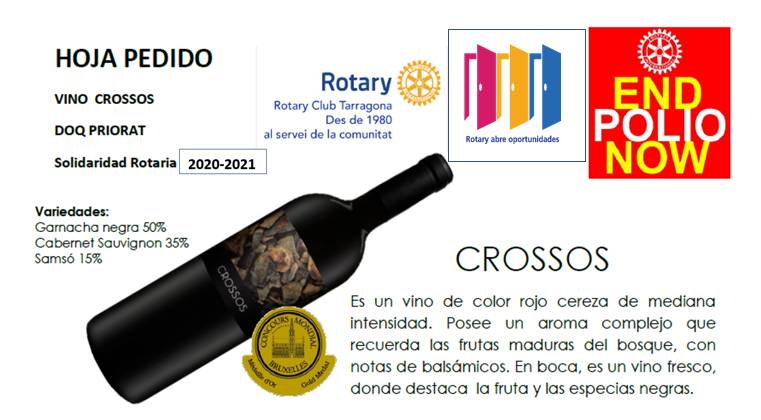 HOJA PEDIDO
VINO CROSSOS
DOQ PRIORAT
Solidaridad Rotaria 2020-2021
Rotary
Rotary Club Tarragona
Des de 1980
al servei de la comunitat
Rotary abre oportunidades
END
POLIO
NOW
Variedades:
Garnacha negra 50%
Cabernet Sauvignon 35%
Samsó 15%
CROSSOS
CONCOURS MONDIAL
BRUXELLES
Médaille d'Or
Gold Medal
CROSSOS
Es un vino de color rojo cereza de mediana
intensidad. Posee un aroma complejo que
recuerda las frutas maduras del bosque, con
notas de balsámicos. En boca, es un vino fresco,
donde destaca la fruta y las especias negras.